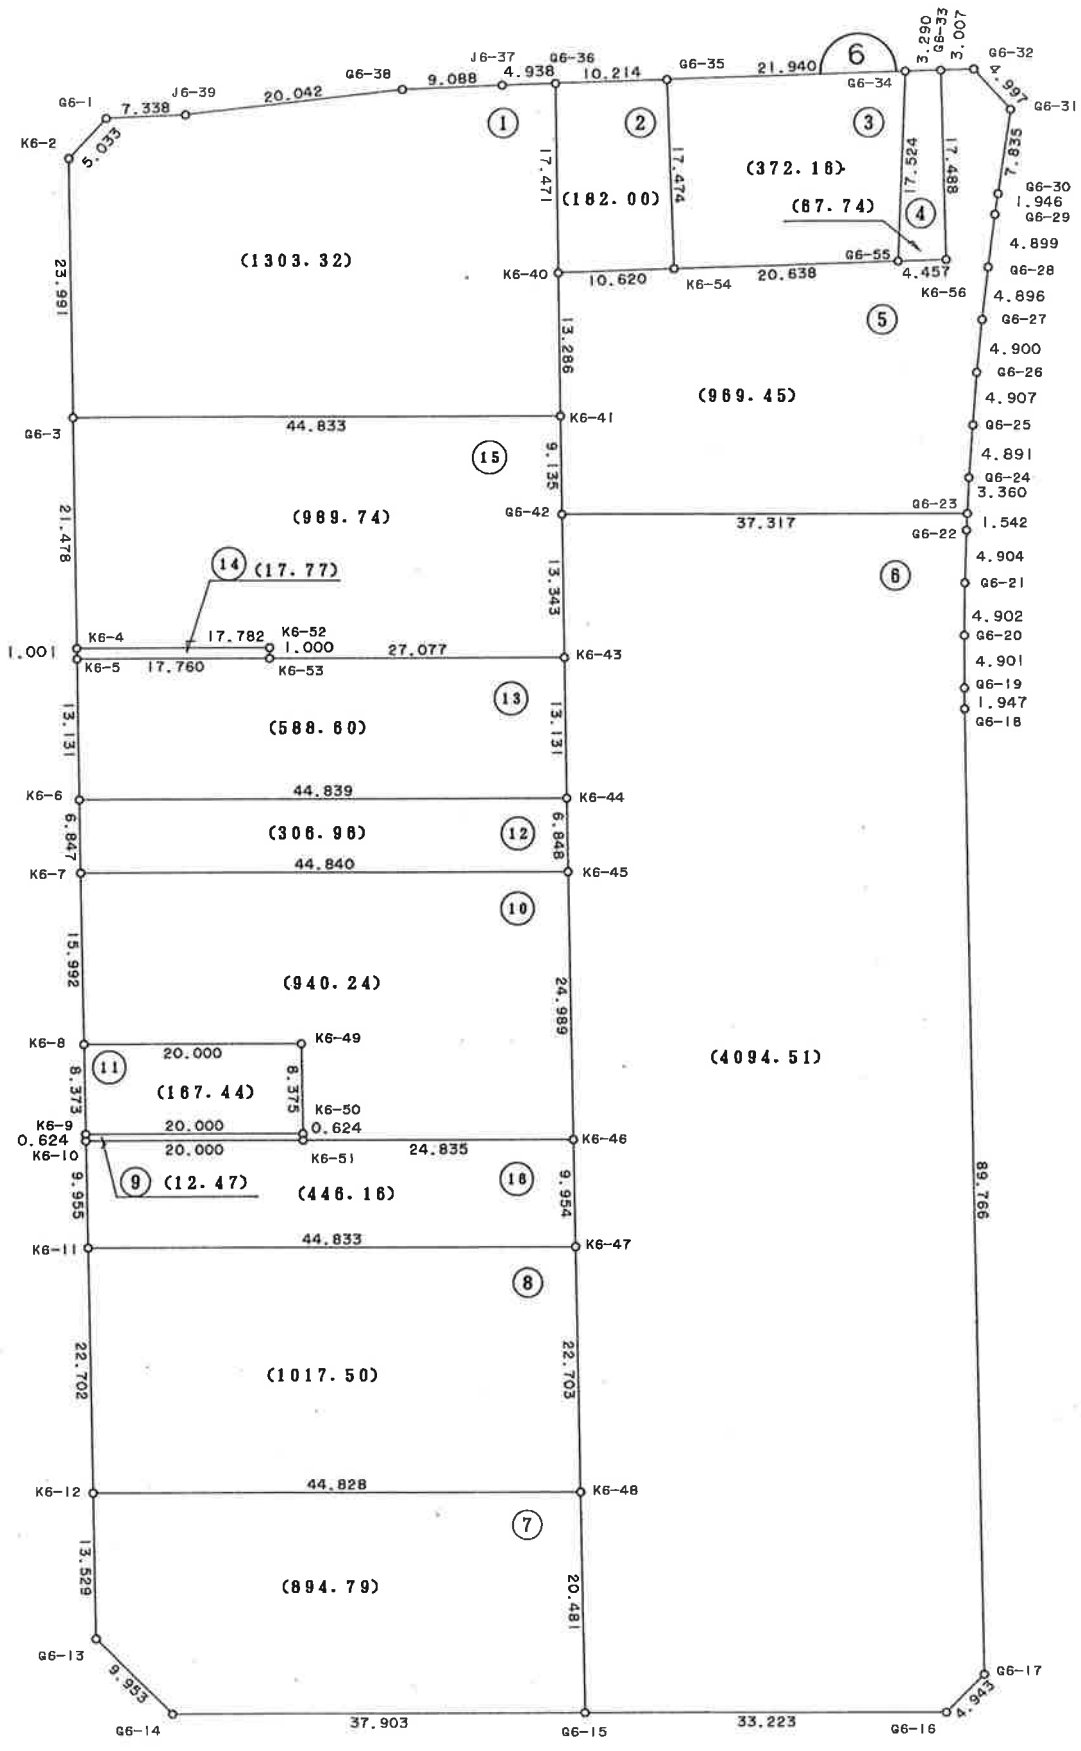 G6-33
3.290
3.007
6
G6-32
J6-37
G6-36
G6-35
21.940
G6-34
4.997
G6-38
9.088
4.938
10.214
G6-31
G6-1
7.338
J6-39
20.042
K6-2
5.033
1
2
3
17.471
17.474
17.524
17.488
7.835
(182.00)
(372.16)
(67.74)
4
G6-30
1.946
G6-29
4.899
(1303.32)
23.991
K6-40
10.620
K6-54
20.638
G6-55
4.457
K6-56
G6-28
4.896
13.286
5
G6-27
4.900
G6-26
(969.45)
4.907
G6-3
44.833
K6-41
G6-25
15
9.135
4.891
G6-24
3.360
21.478
(989.74)
G6-42
37.317
G6-23
1.542
G6-22
14
(17.77)
13.343
6
4.904
G6-21
4.902
K6-4
17.782
K6-52
G6-20
1.001
1.000
27.077
K6-43
4.901
K6-5
17.760
K6-53
G6-19
13
1.947
G6-18
13.131
(588.60)
13.131
K6-6
44.839
K6-44
6.847
(306.96)
12
6.848
K6-7
44.840
K6-45
10
15.992
(940.24)
24.989
K6-8
20.000
K6-49
(4094.51)
11
8.373
(167.44)
8.375
K6-9
20.000
K6-50
0.624
0.624
K6-46
K6-10
20.000
K6-51
24.835
9
(12.47)
(446.16)
16
9.955
9.954
89.766
K6-11
44.833
K6-47
8
22.702
(1017.50)
22.703
K6-12
44.828
K6-48
7
13.529
(894.79)
20.481
G6-13
9.953
G6-17
4.943
G6-14
37.903
G6-15
33.223
G6-16